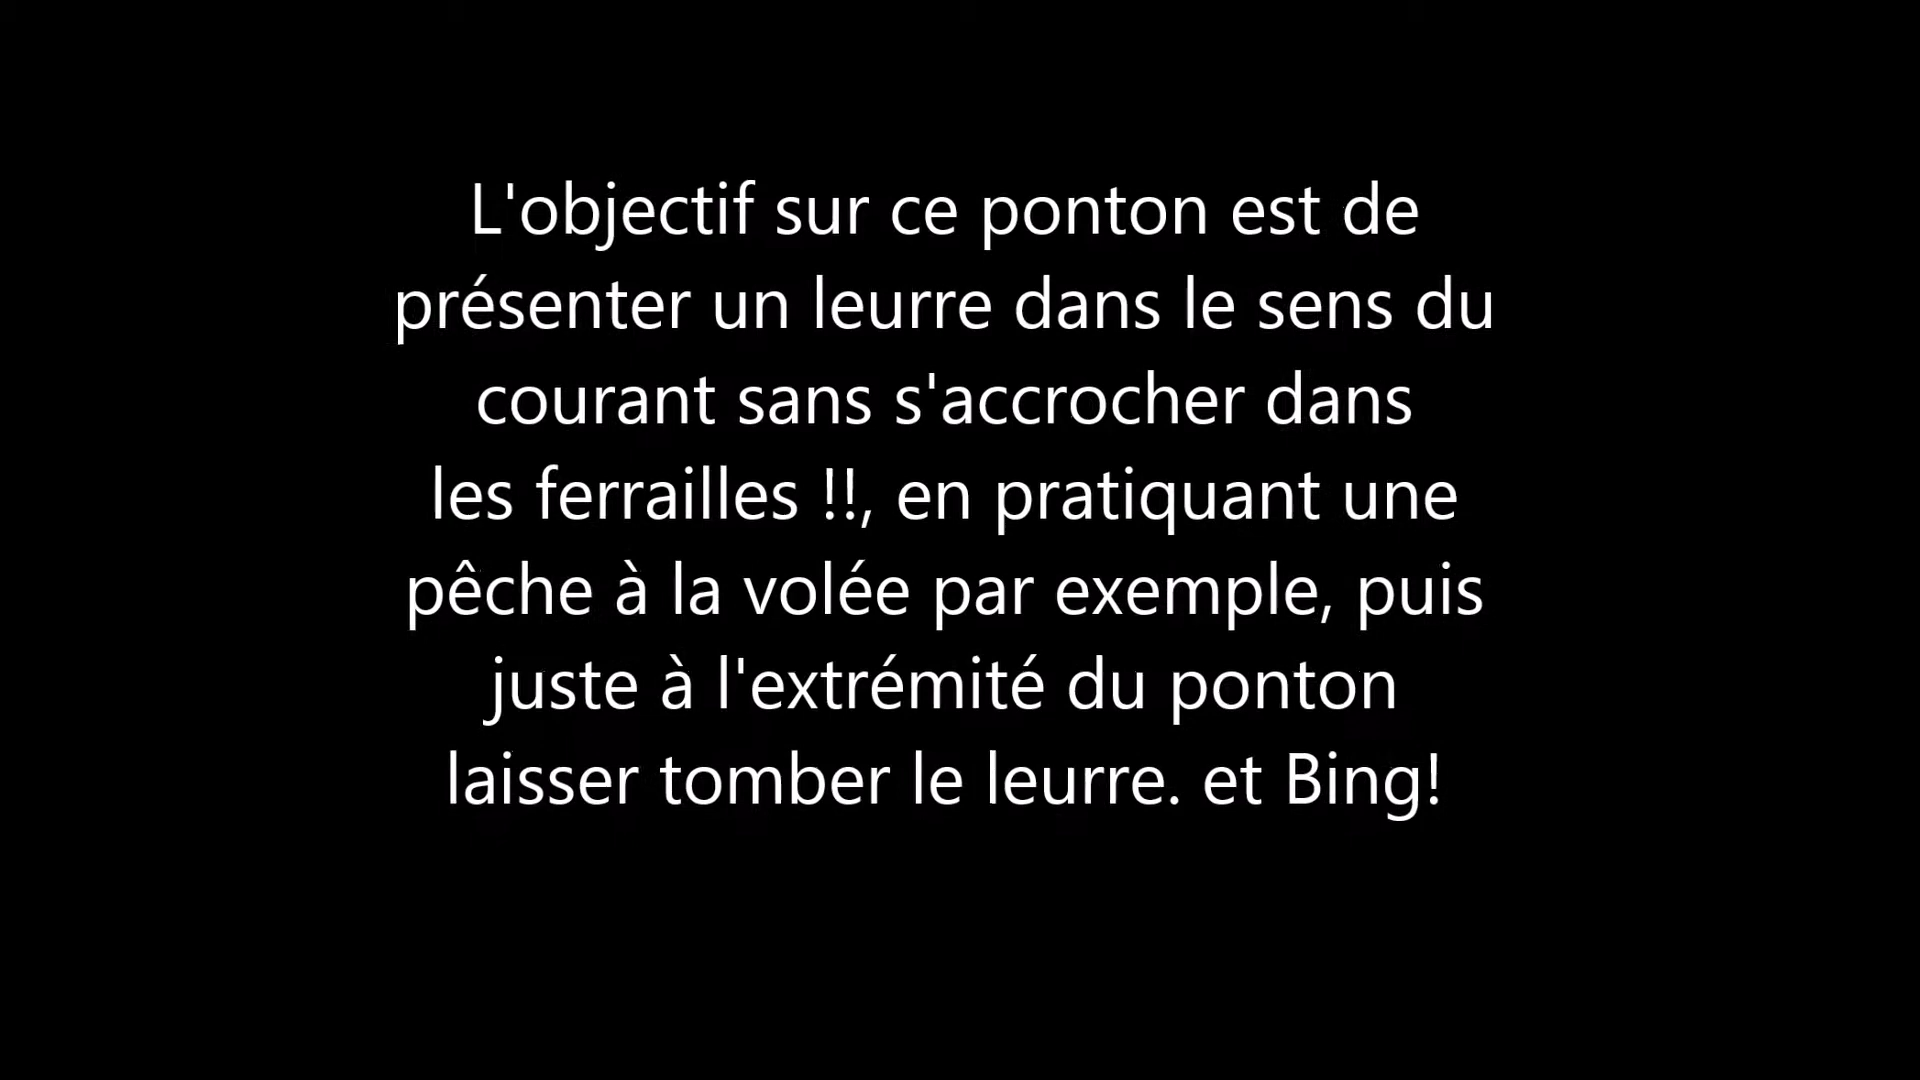 L'objectif sur ce ponton est de
présenter un leurre dans le sens du
courant sans s'accrocher dans
les ferrailles !!, en pratiquant une
pêche à la volée par exemple, puis
juste à l'extrémité du ponton
laisser tomber le leurre. et Bing!